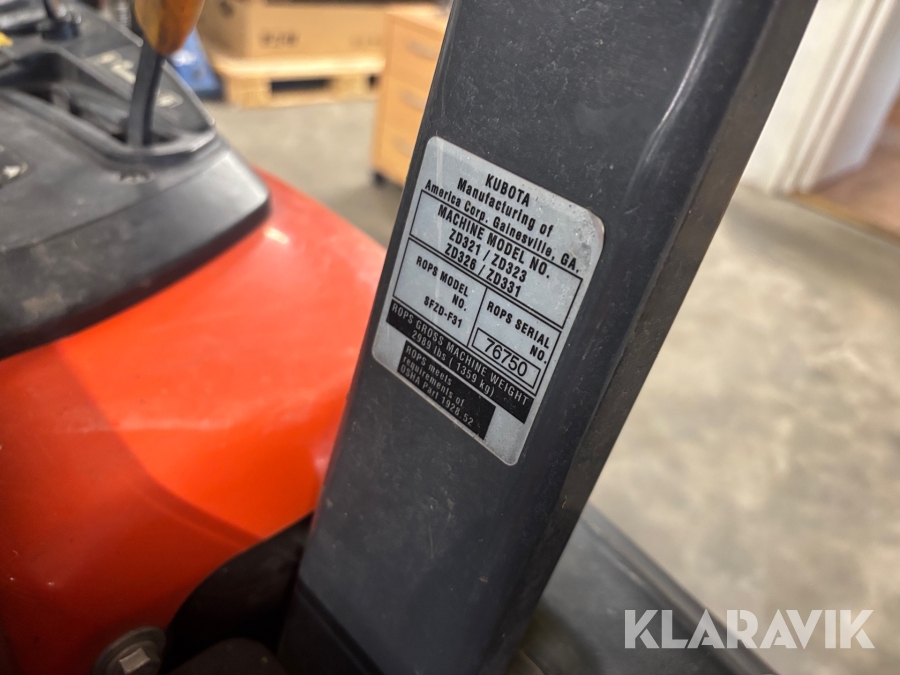 KUBOTA
Manufacturing of
America Corp. Gainesville, GA.
MACHINE MODEL NO.
ZD321 / ZD323
ZD326 / ZD331
ROPS MODEL
NO.
SFZD-F31
ROPS SERIAL
NO.
76750
ROPS GROSS MACHINE WEIGHT
2989 lbs (1359 kg)
ROPS meets
requirements of
OSHA Part 1928.52
KLARAVIK